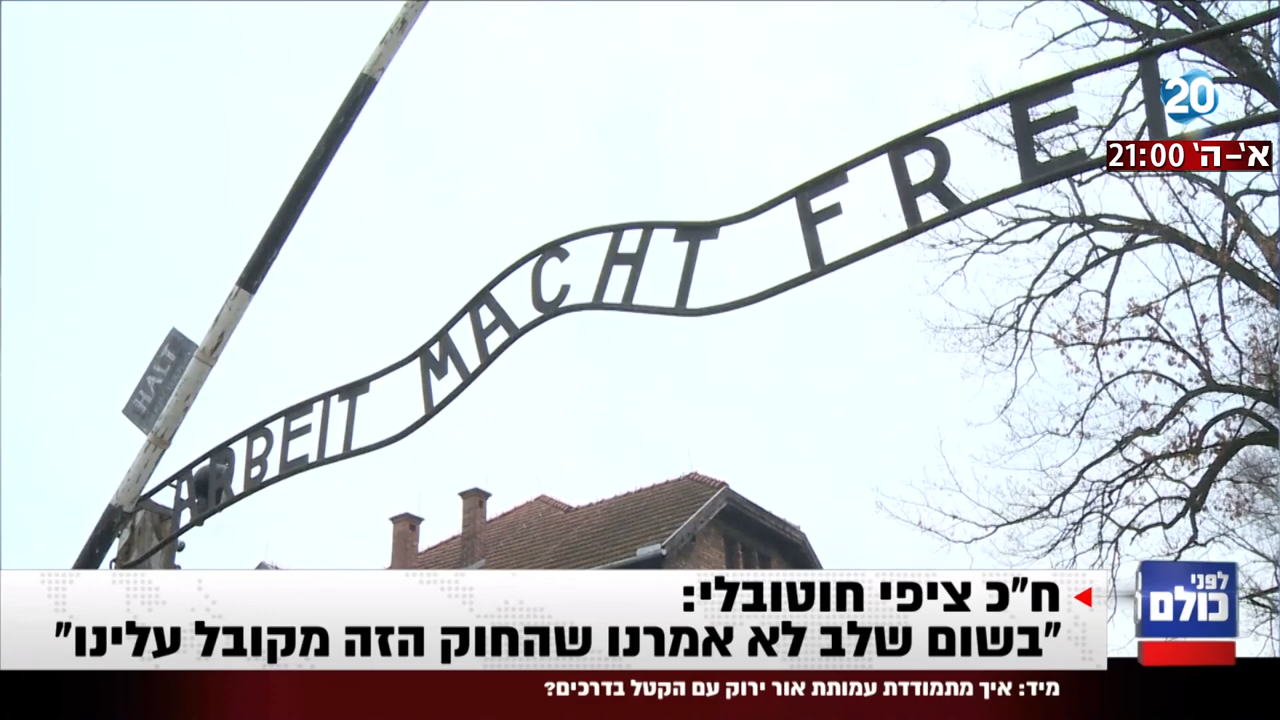 ARBEIT MACHT FREI
HALT
20
א'-ה' 21:00
לפני
כולם
ח"כ ציפי חוטובלי:
"בשום שלב לא אמרנו שהחוק הזה מקובל עלינו"
מיד: איך מתמודדת עמותת אור ירוק עם הקטל בדרכים?